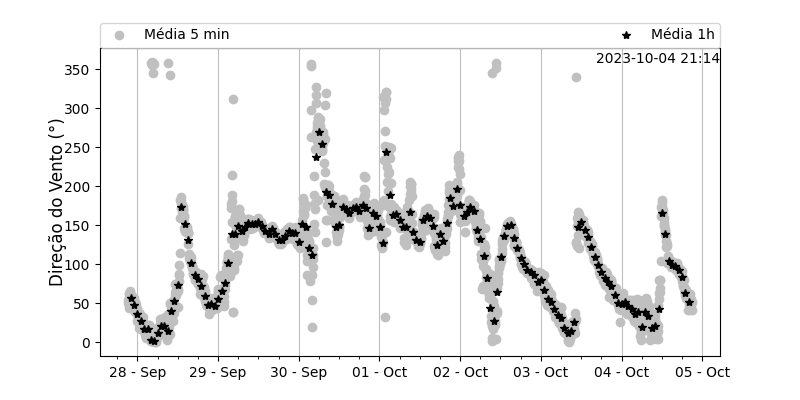 Média 5 min
Média 1h
2023-10-04 21:14
Direção do Vento (°)
350
300
250
200
150
100
50
0
28 - Sep
29 - Sep
30 - Sep
01 - Oct
02 - Oct
03 - Oct
04 - Oct
05 - Oct